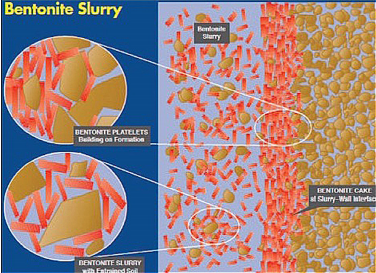 Bentonite Slurry
Bentonite
Slurry
BENTONITE PLATELETS
Building on Formation
BENTONITE CAKE
at Slurry-Wall Interface
BENTONITE SLURRY
with Entrained Soil